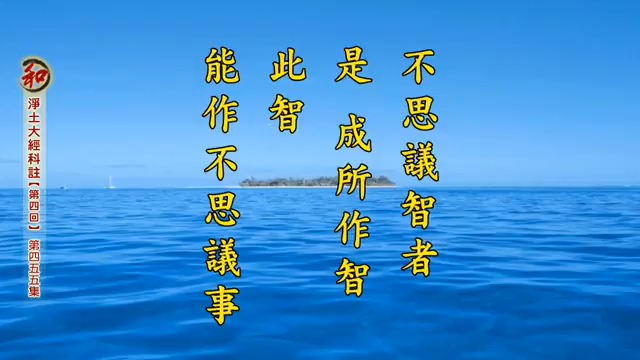 不思議智者
是 成所作智
此智
能作不思議事
和
淨土大經科註【第四回】 第四五五集